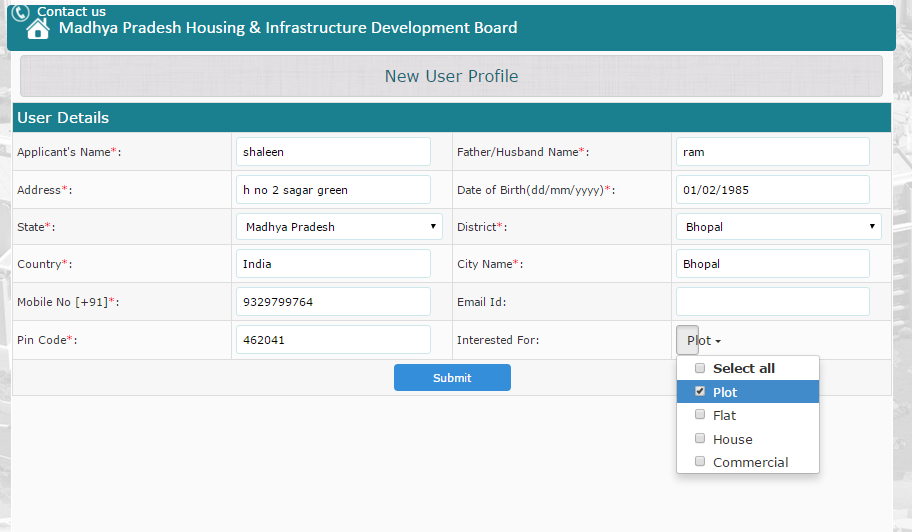 Contact us
Madhya Pradesh Housing & Infrastructure Development Board
New User Profile
User Details
Applicant's Name*: shaleen Father/Husband Name*: ram
Address*: h no 2 sagar green Date of Birth(dd/mm/yyyy)*: 01/02/1985
State*: Madhya Pradesh District*: Bhopal
Country*: India City Name*: Bhopal
Mobile No [+91]*: 9329799764 Email Id:
Pin Code*: 462041 Interested For: Plot
Submit
Select all
Plot
Flat
House
Commercial